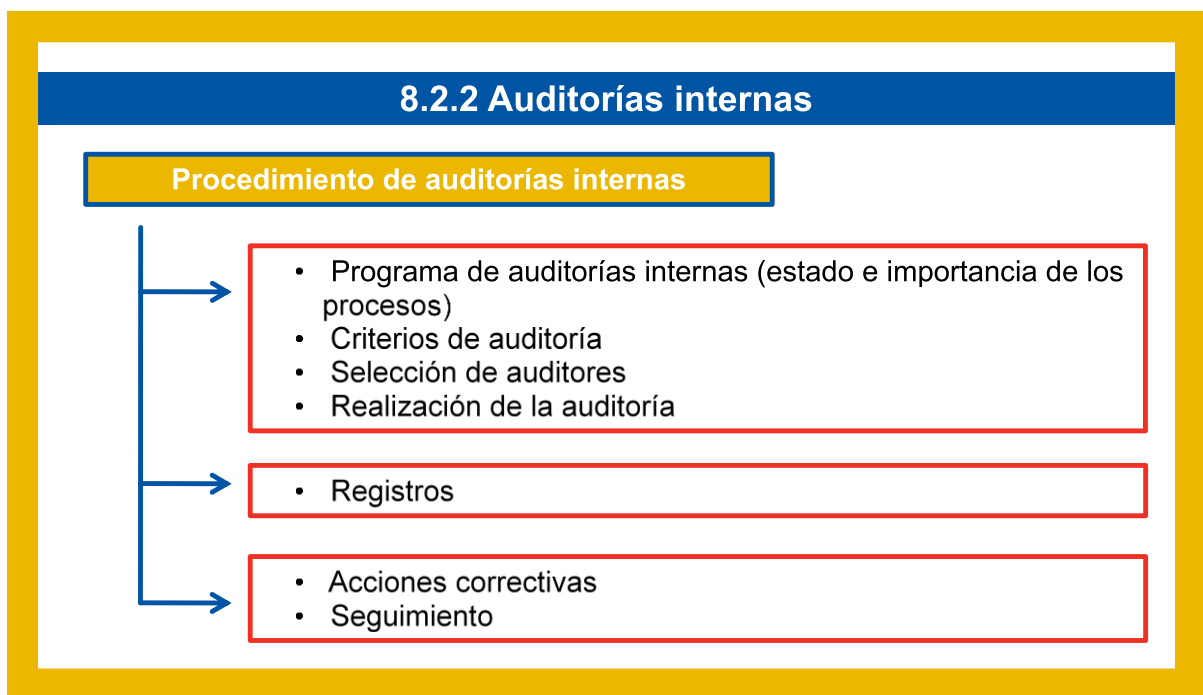 8.2.2 Auditorías internas
Procedimiento de auditorías internas
• Programa de auditorías internas (estado e importancia de los
procesos)
• Criterios de auditoría
• Selección de auditores
• Realización de la auditoría
• Registros
• Acciones correctivas
• Seguimiento